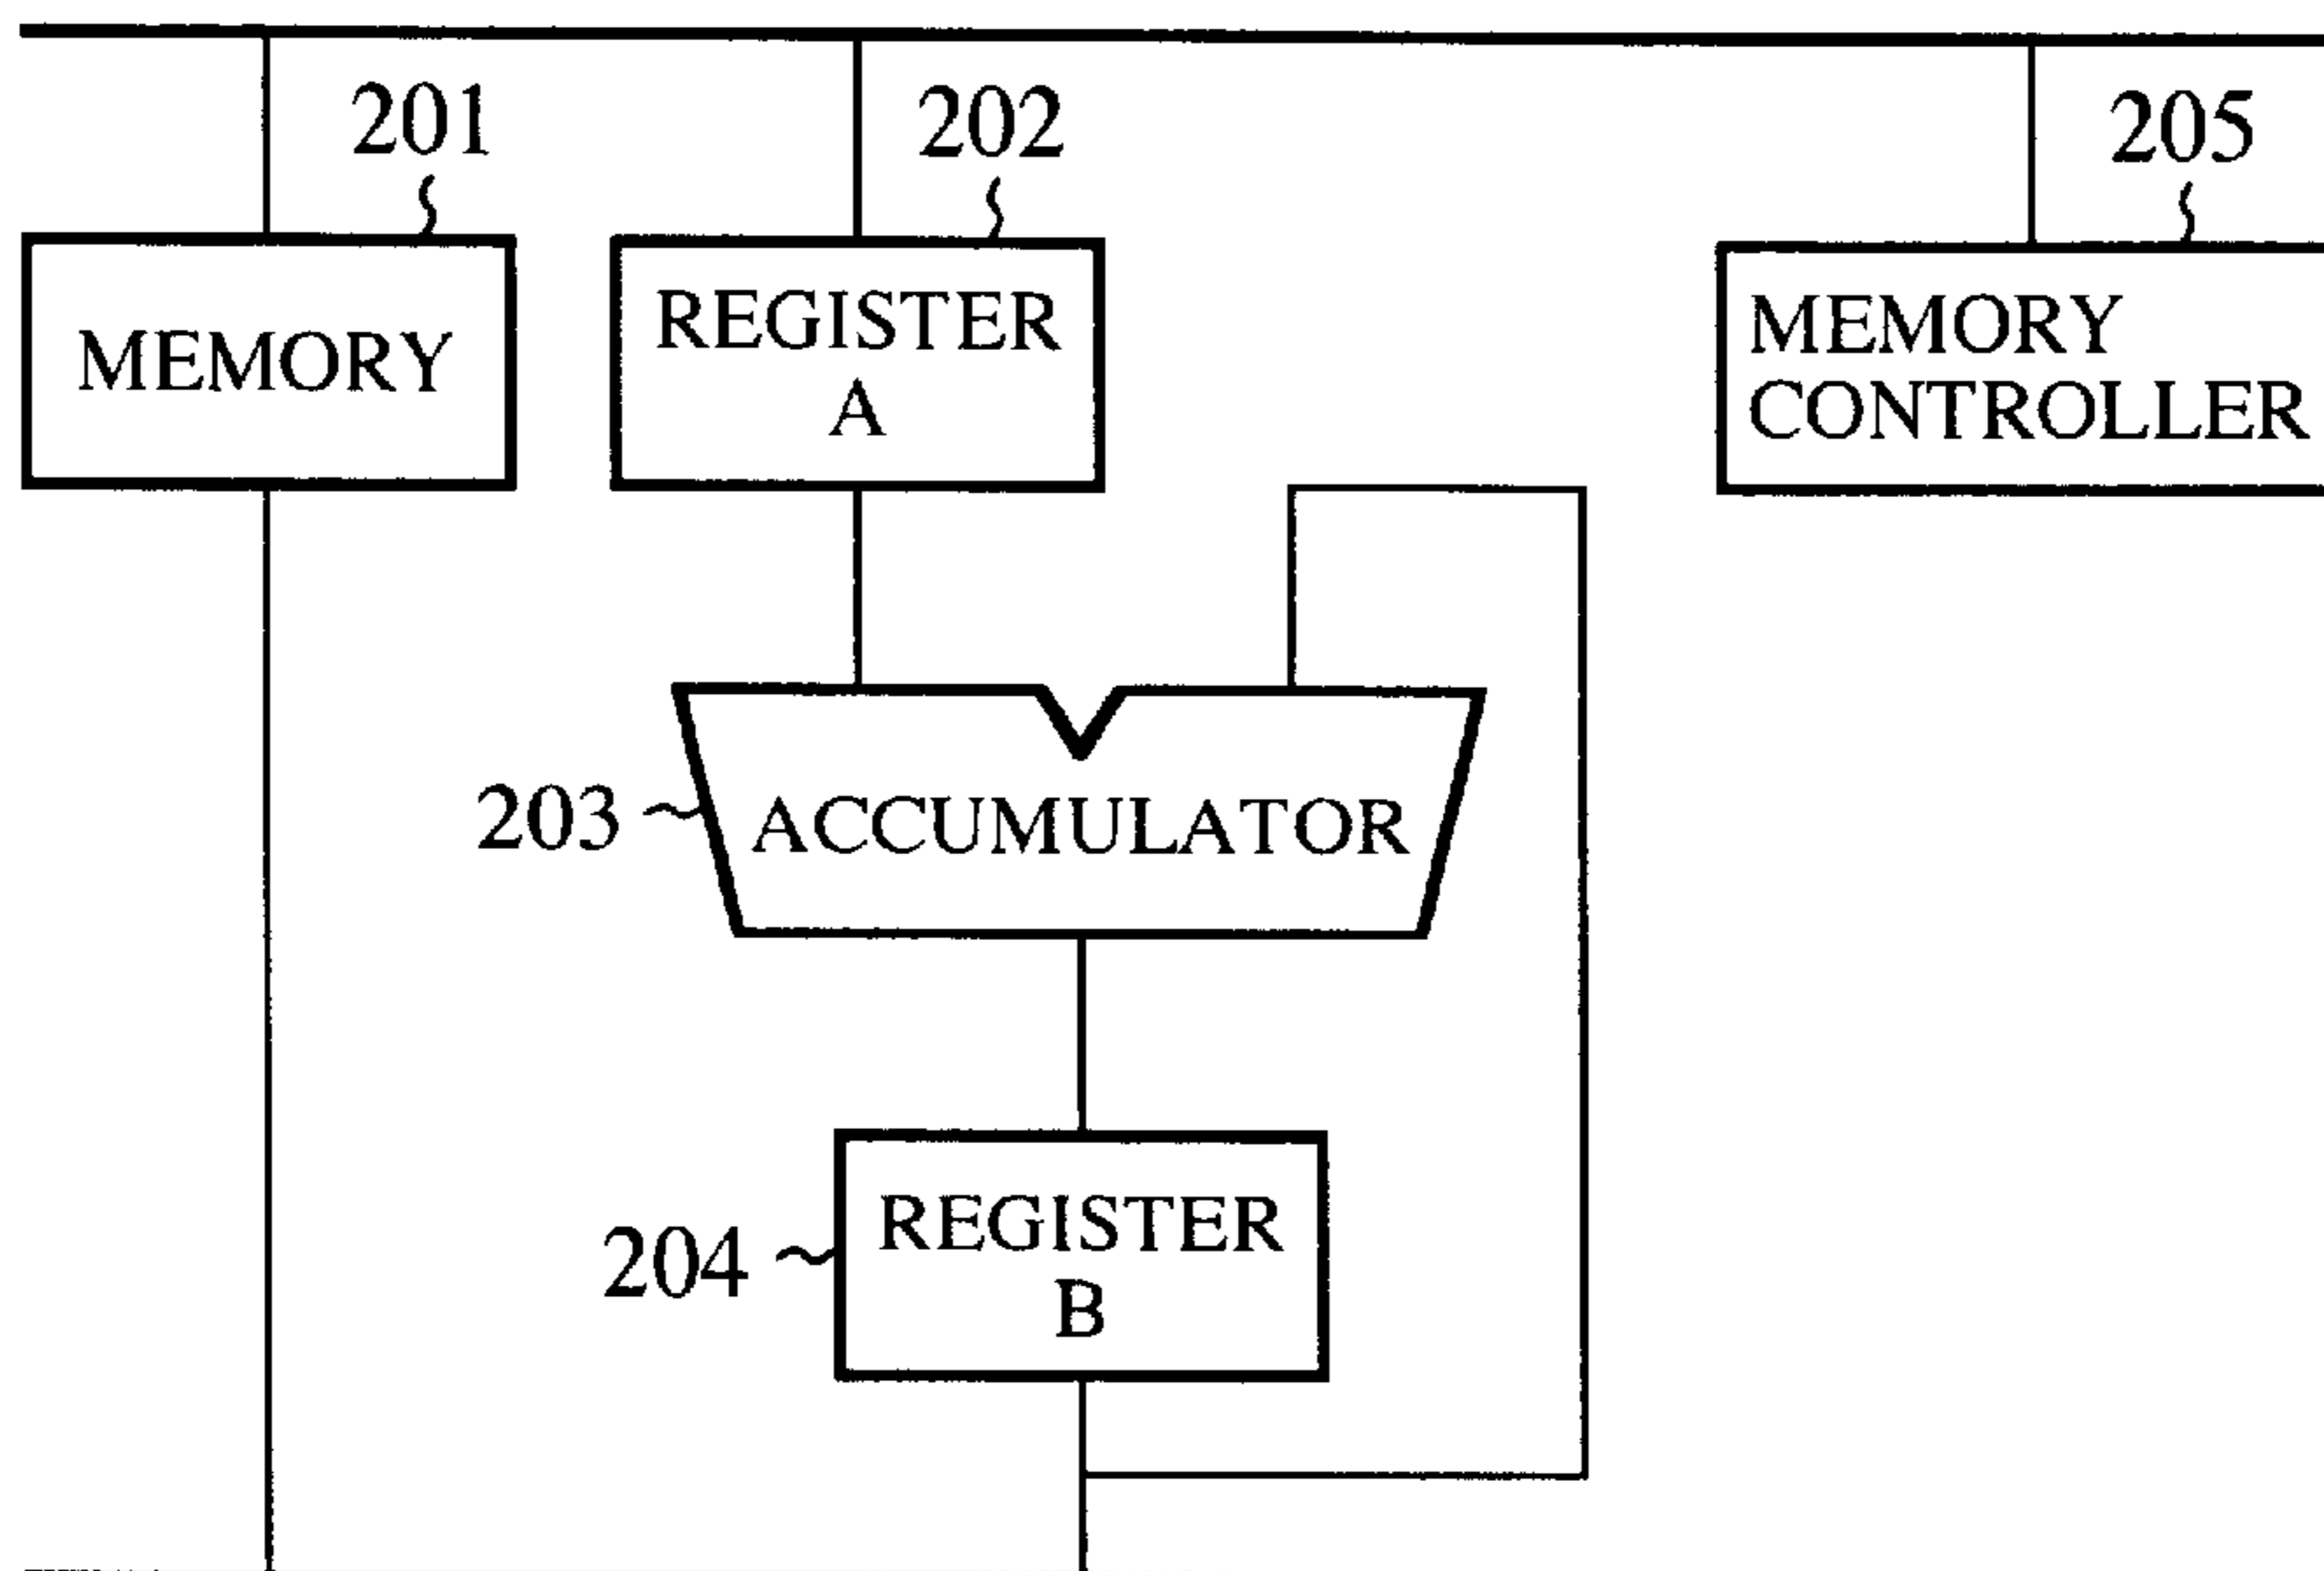 201
202
205
MEMORY
REGISTER
A
MEMORY
CONTROLLER
203
ACCUMULATOR
204
REGISTER
B